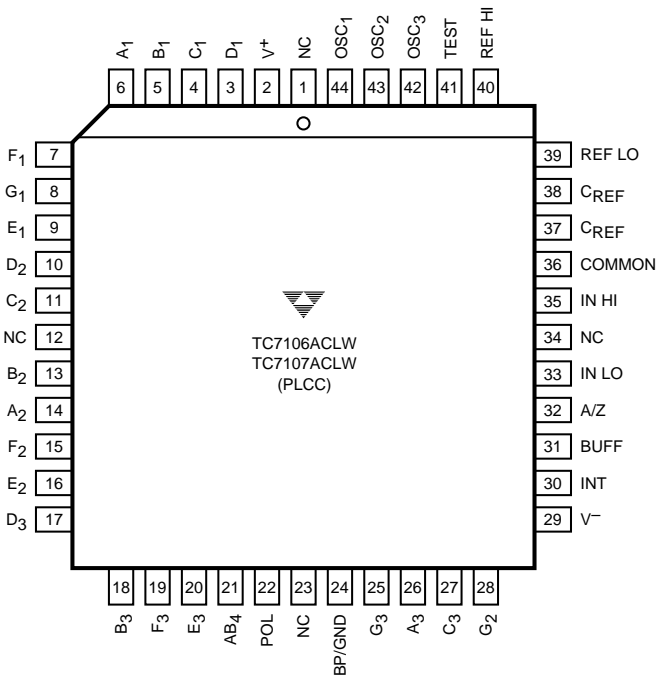 A1 B1 C1 D1 V+ NC OSC1 OSC2 OSC3 TEST REF HI
6 5 4 3 2 1 44 43 42 41 40
F1 7
G1 8
E1 9
D2 10
C2 11
NC 12
B2 13
A2 14
F2 15
E2 16
D3 17
TC7106ACLW
TC7107ACLW
(PLCC)
39 REF LO
38 CREF
37 CREF
36 COMMON
35 IN HI
34 NC
33 IN LO
32 A/Z
31 BUFF
30 INT
29 V–
18 19 20 21 22 23 24 25 26 27 28
B3 F3 E3 AB4 POL NC BP/GND G3 A3 C3 G2